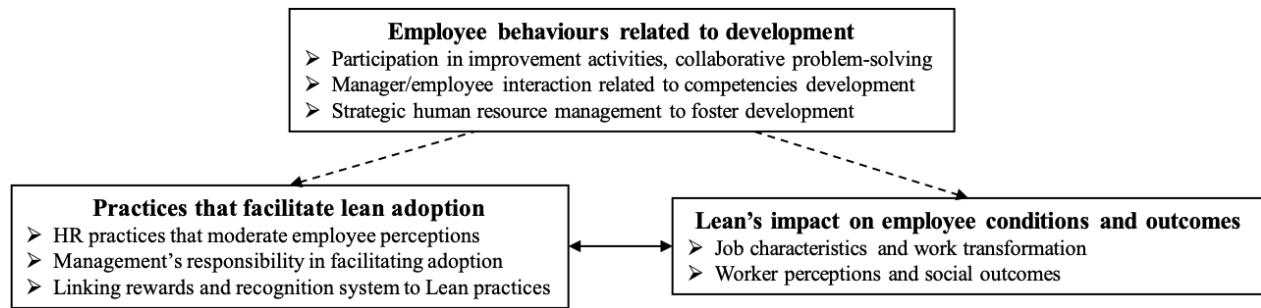 Employee behaviours related to development
➢ Participation in improvement activities, collaborative problem-solving
➢ Manager/employee interaction related to competencies development
➢ Strategic human resource management to foster development
Practices that facilitate lean adoption
➢ HR practices that moderate employee perceptions
➢ Management's responsibility in facilitating adoption
➢ Linking rewards and recognition system to Lean practices
Lean's impact on employee conditions and outcomes
➢ Job characteristics and work transformation
➢ Worker perceptions and social outcomes